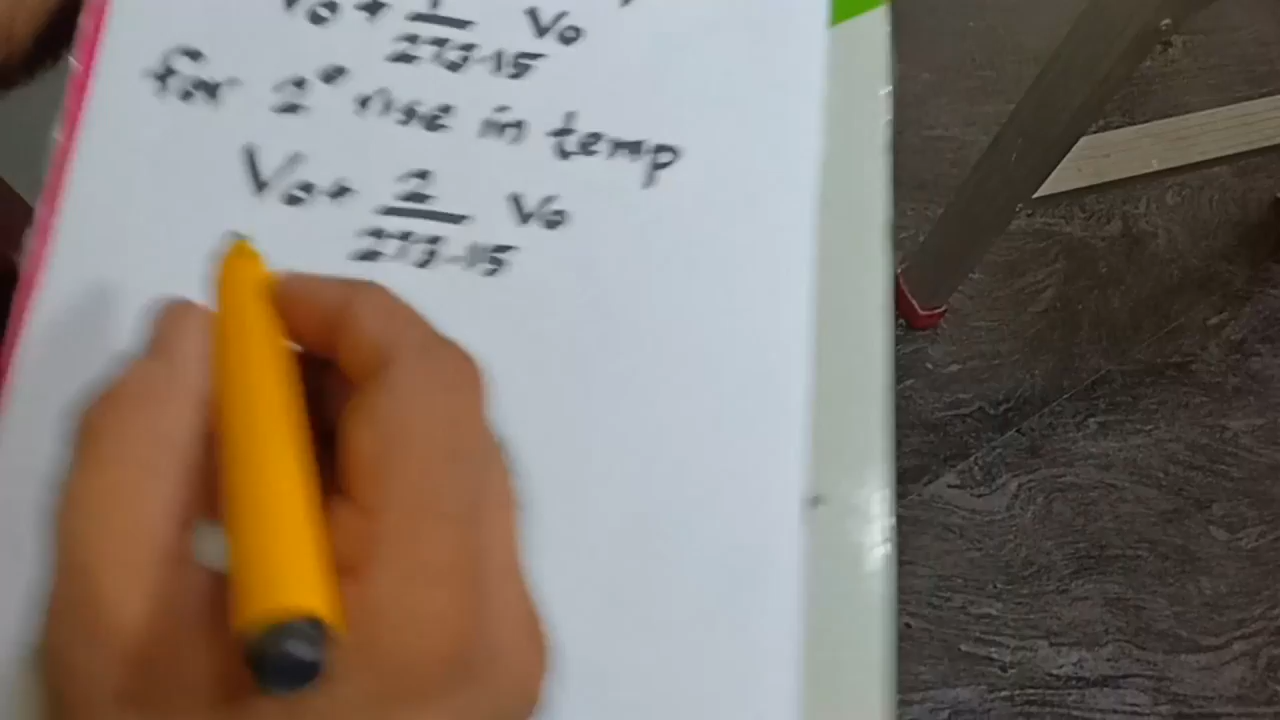 V₀ + 1/273.15 V₀
for 2° rise in temp
V₀ + 2/273.15 V₀